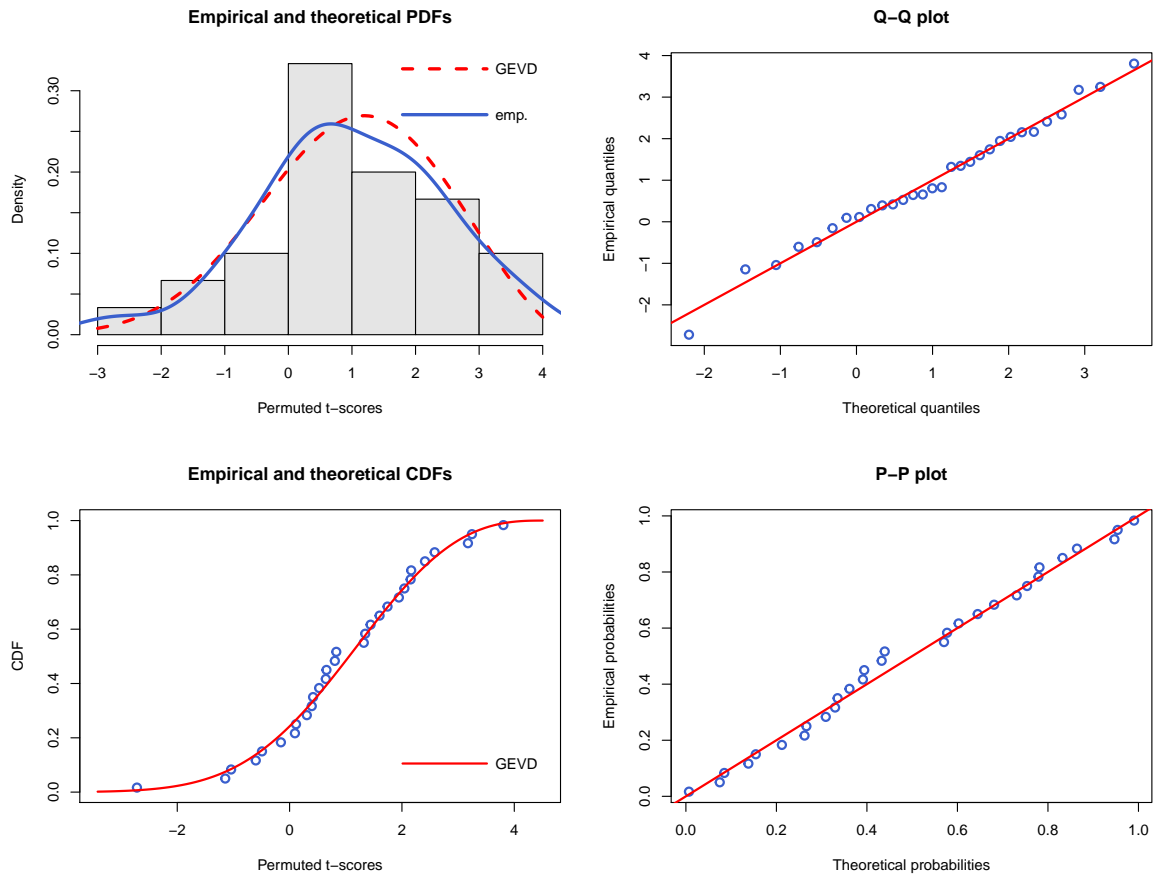 Empirical and theoretical PDFs
Density
0.00
0.10
0.20
0.30
GEVD
emp.
−3 −2 −1 0 1 2 3 4
Permuted t−scores
Q−Q plot
Empirical quantiles
4
3
2
1
0
−1
−2
−2 −1 0 1 2 3
Theoretical quantiles
Empirical and theoretical CDFs
CDF
1.0
0.8
0.6
0.4
0.2
0.0
GEVD
−2 0 2 4
Permuted t−scores
P−P plot
Empirical probabilities
1.0
0.8
0.6
0.4
0.2
0.0
0.0 0.2 0.4 0.6 0.8 1.0
Theoretical probabilities